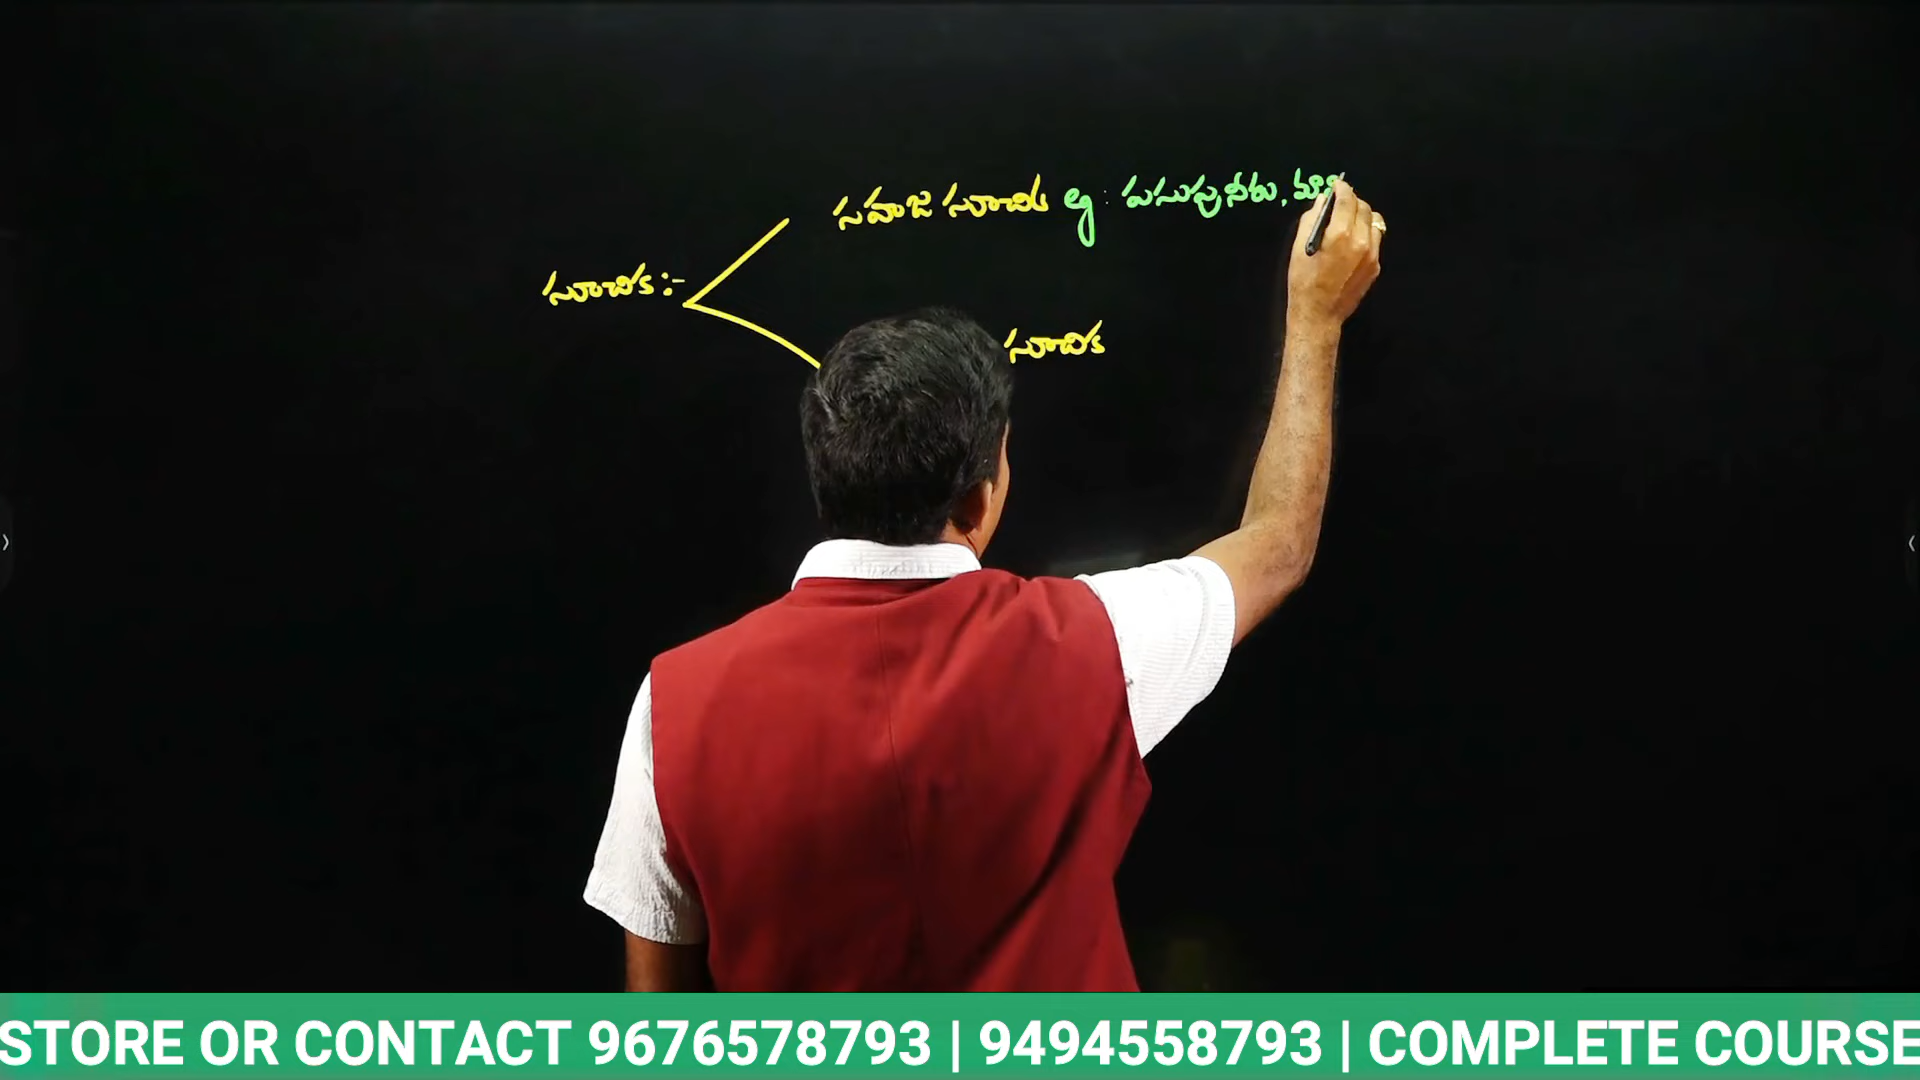 సహజ సూచిక eg: పసుపునీరు,
సూచిక:-
సూచిక
STORE OR CONTACT 9676578793 | 9494558793 | COMPLETE COURSE